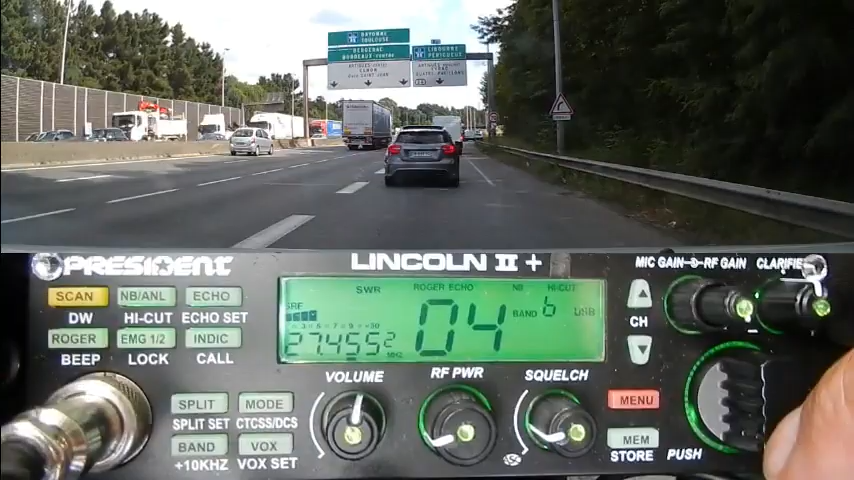 BAYONNE
TOULOUSE
BERGERAC
BORDEAUX-centre
LIBOURNE
PERIGUEUX
PRESIDENT
LINCOLN II +
MIC GAIN RF GAIN
CLARIFIER
SCAN
NB/ANL
ECHO
DW
HI-CUT
ECHO SET
ROGER
EMG 1/2
INDIC
BEEP
LOCK
CALL
SWR
ROGER ECHO
NB
HI-CUT
SRF
04
BAND
6
USB
27.4552
MHZ
CH
VOLUME
RF PWR
SQUELCH
SPLIT
MODE
SPLIT SET
CTCSS/DCS
BAND
VOX
+10KHZ
VOX SET
MENU
MEM
STORE
PUSH